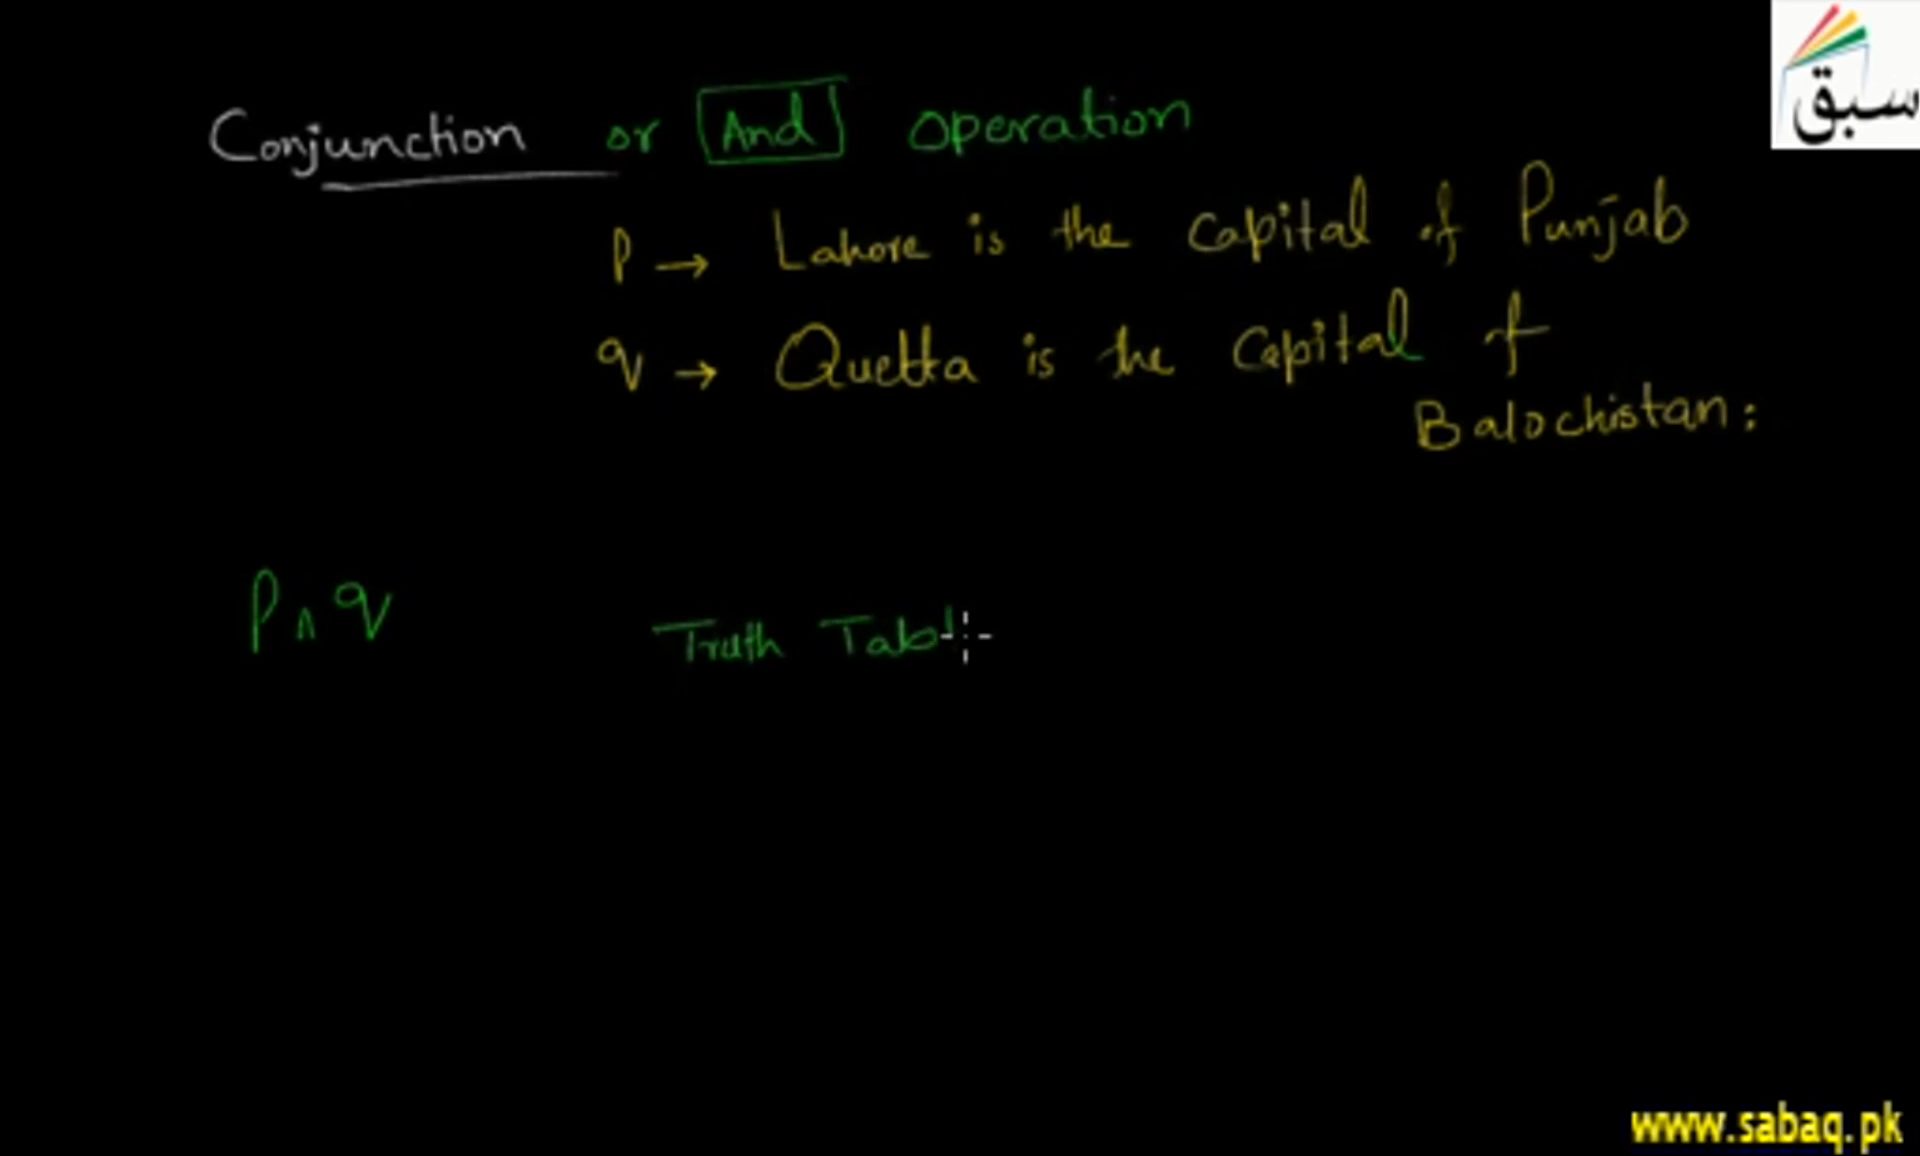 سبق
Conjunction or And operation
P → Lahore is the capital of Punjab
q → Quetta is the capital of
Balochistan:
P ∧ q Truth Tabl
www.sabaq.pk